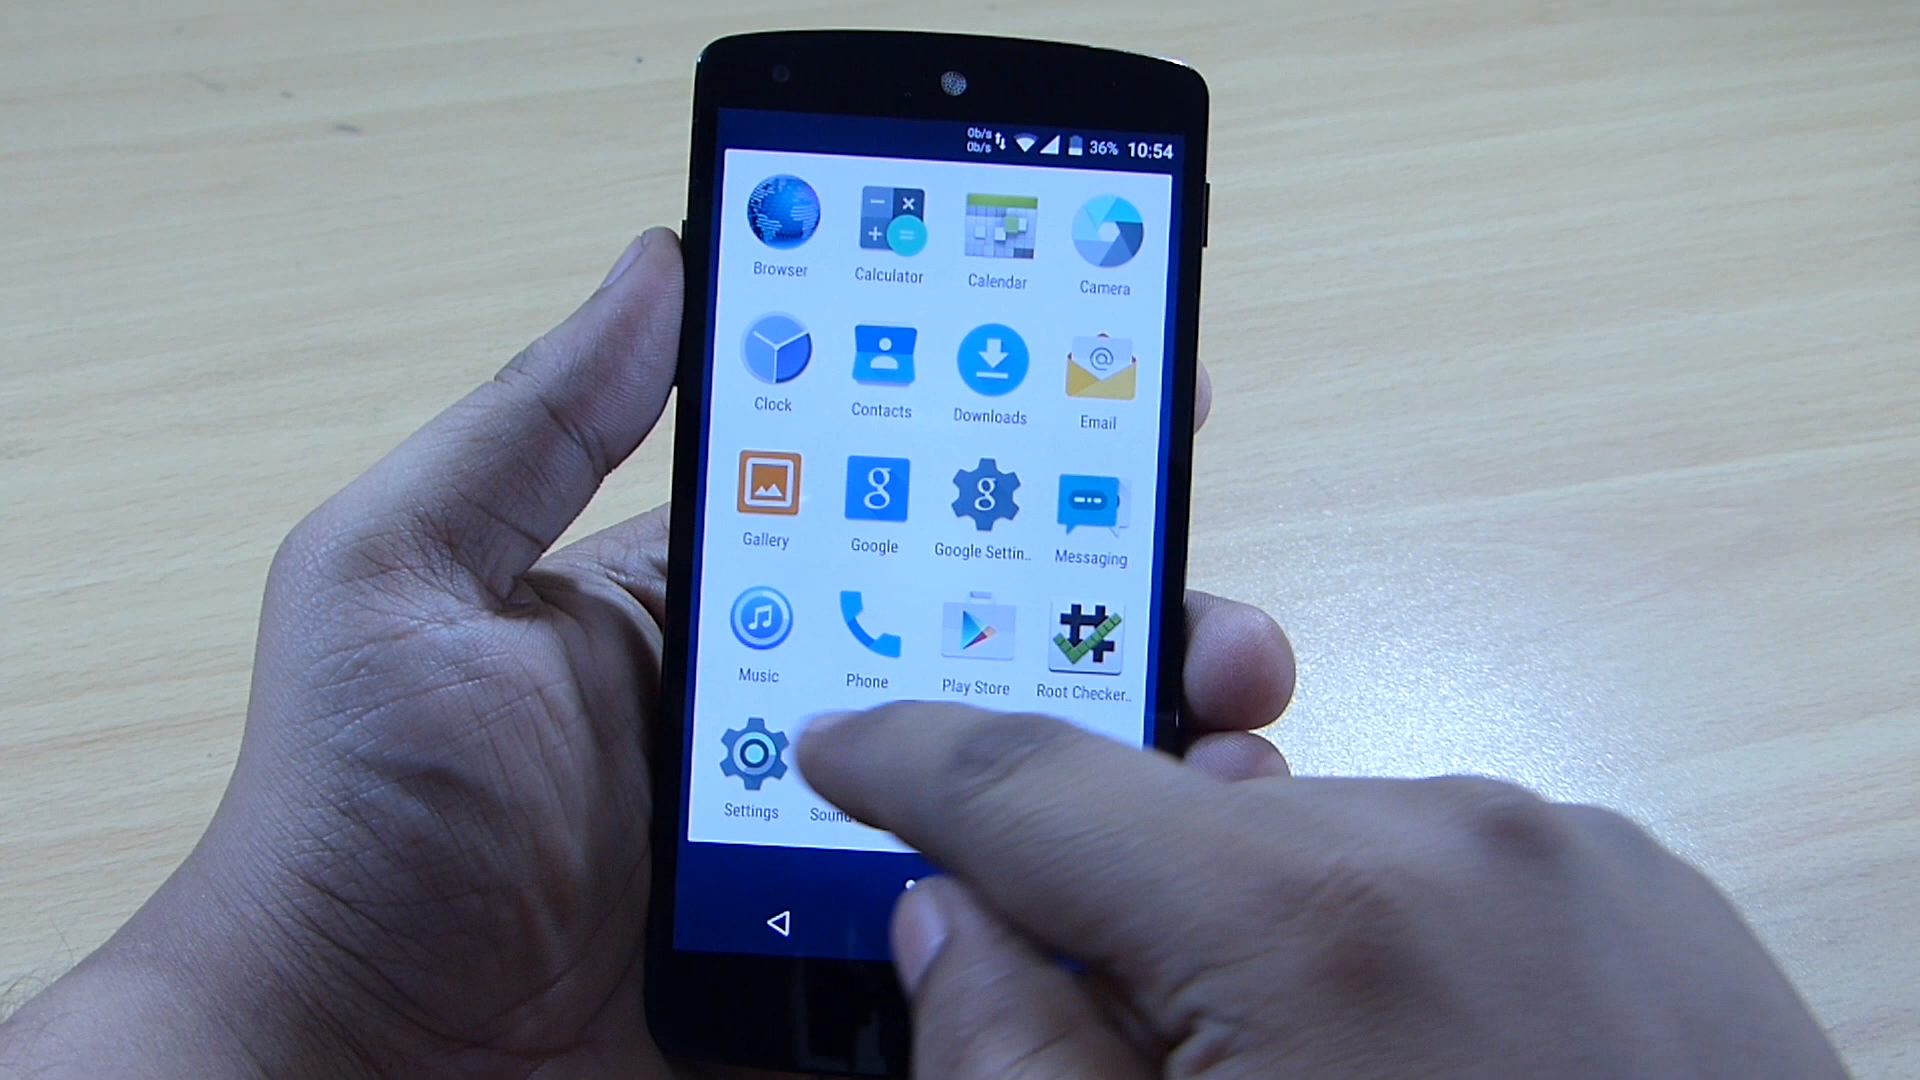 0b/s
0b/s
36% 10:54
Browser Calculator Calendar Camera
Clock Contacts Downloads @ Email
Gallery g Google g Google Settin.. Messaging
Music Phone Play Store Root Checker..
Settings